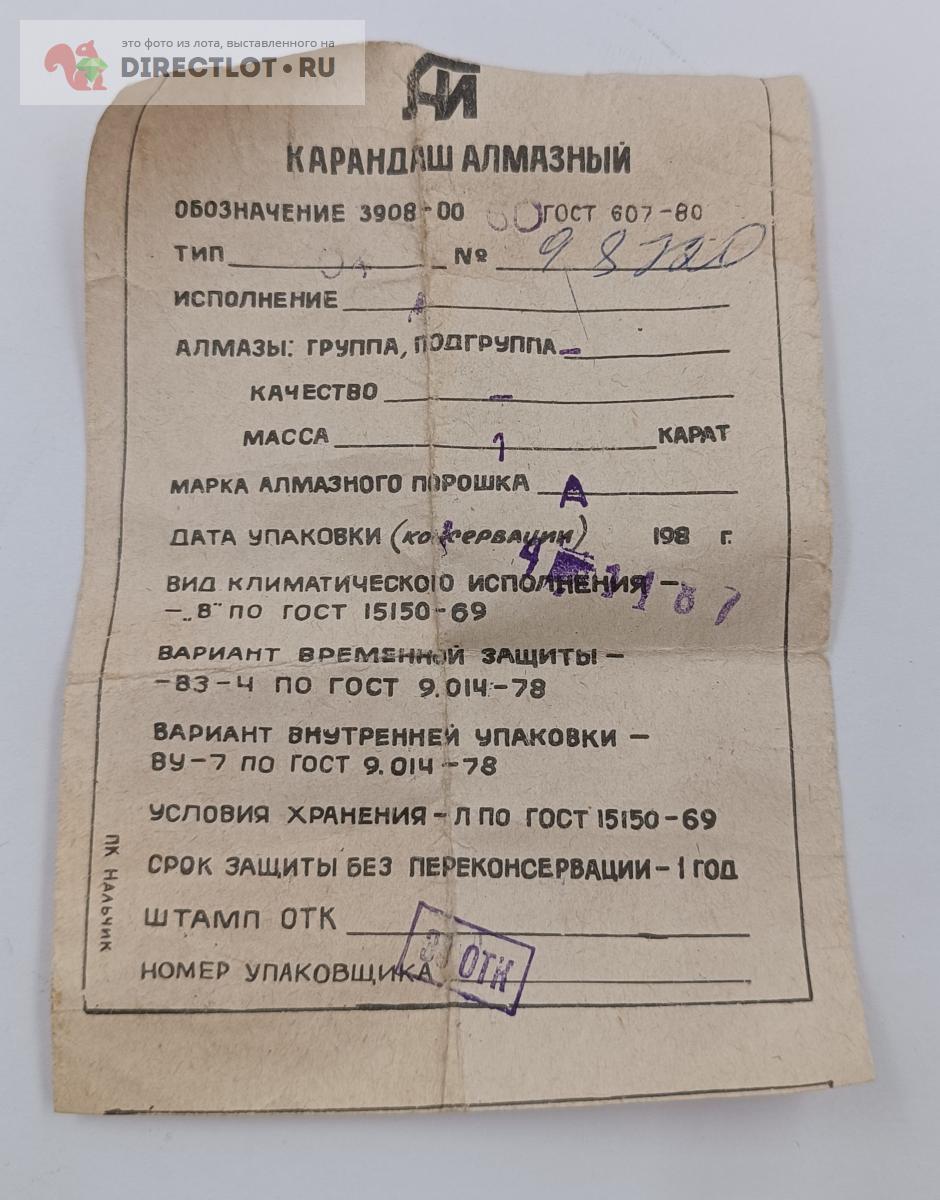 это фото из лота, выставленного на
DIRECTLOT.RU
АИ
КАРАНДАШ АЛМАЗНЫЙ
ОБОЗНАЧЕНИЕ 3908-00 60 ГОСТ 607-80
ТИП 04 №
ИСПОЛНЕНИЕ
АЛМАЗЫ: ГРУППА, ПОДГРУППА –
КАЧЕСТВО –
МАССА 1 КАРАТ
МАРКА АЛМАЗНОГО ПОРОШКА А
ДАТА УПАКОВКИ (консервации) 198 г.
ВИД КЛИМАТИЧЕСКОГО ИСПОЛНЕНИЯ –
– „В" ПО ГОСТ 15150-69
ВАРИАНТ ВРЕМЕННОЙ ЗАЩИТЫ –
-ВЗ-4 ПО ГОСТ 9.014-78
ВАРИАНТ ВНУТРЕННЕЙ УПАКОВКИ –
ВУ-7 ПО ГОСТ 9.014-78
УСЛОВИЯ ХРАНЕНИЯ – Л ПО ГОСТ 15150-69
СРОК ЗАЩИТЫ БЕЗ ПЕРЕКОНСЕРВАЦИИ – 1 ГОД
ШТАМП ОТК
ОТК
НОМЕР УПАКОВЩИКА
ПК НАЛЬЧИК